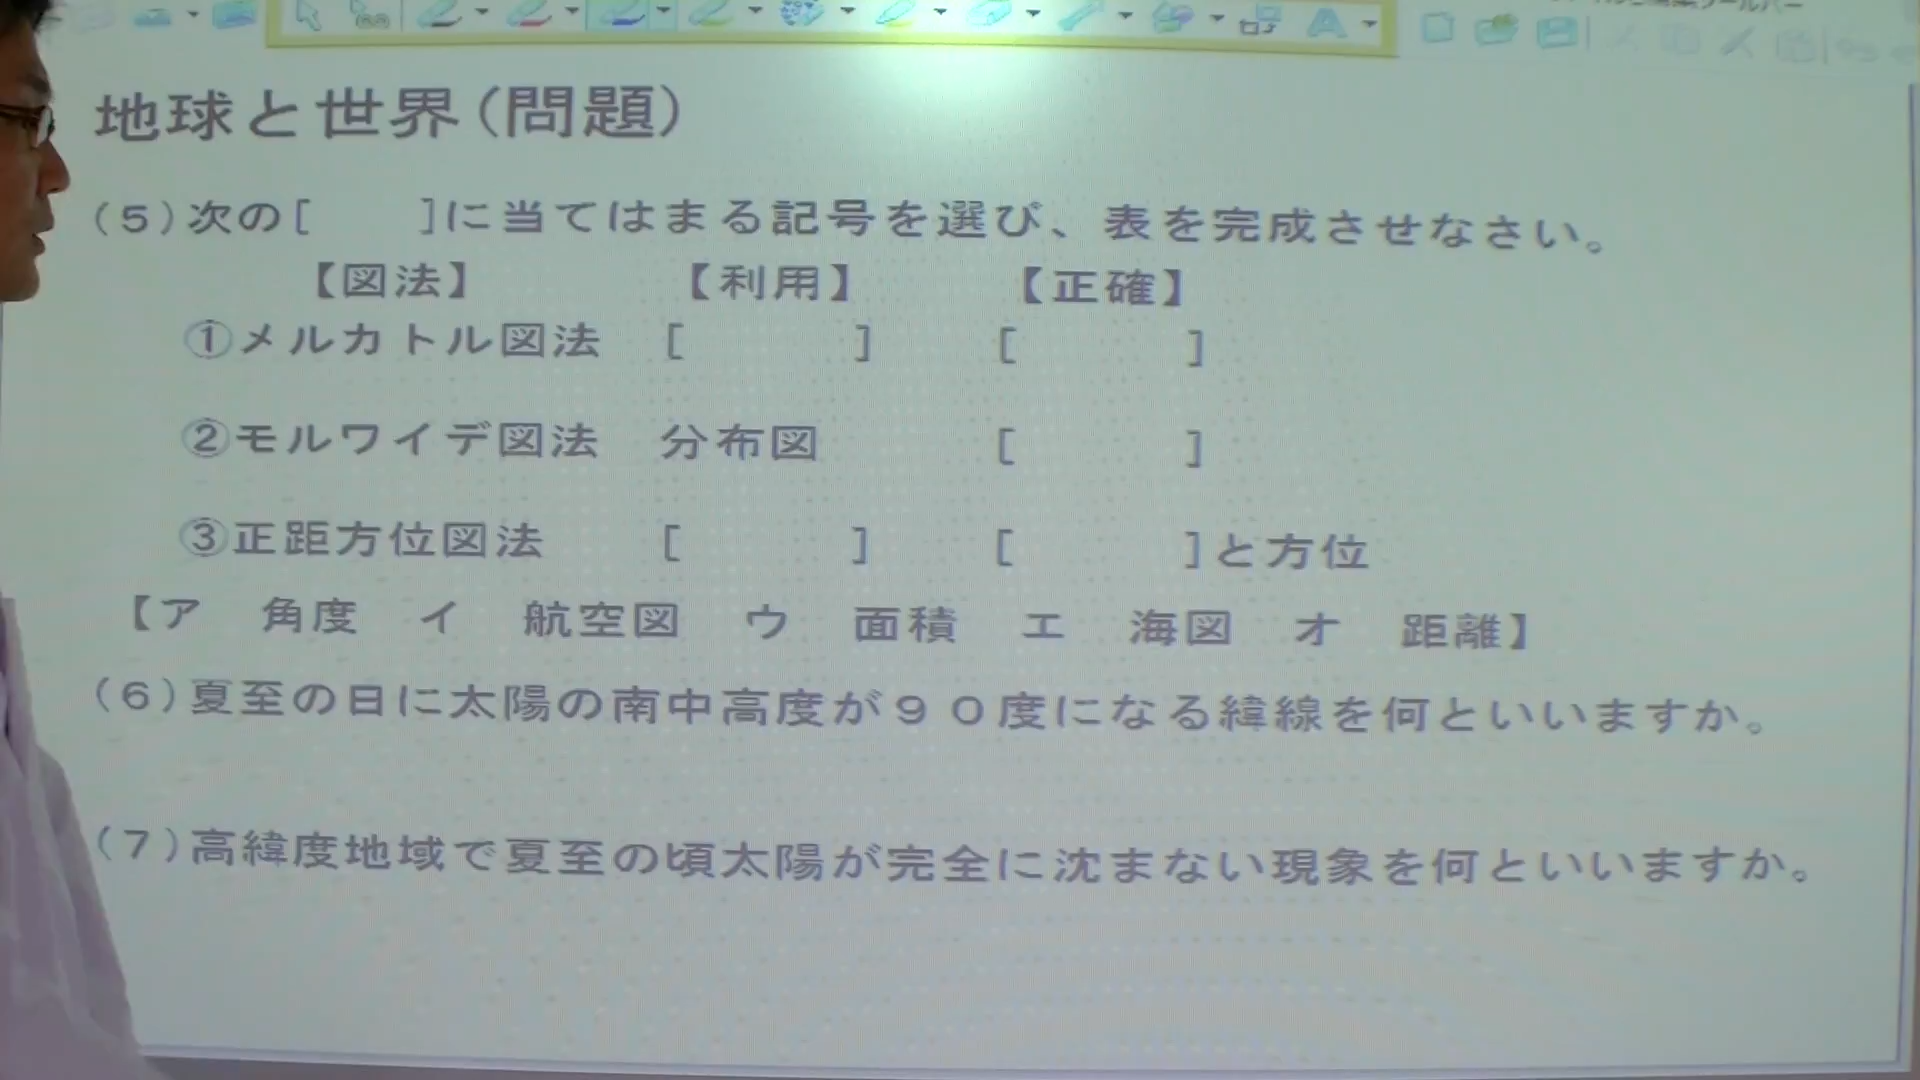 地球と世界(問題)
(5)次の[　　]に当てはまる記号を選び、表を完成させなさい。
【図法】　【利用】　【正確】
①メルカトル図法　[　　]　[　　]
②モルワイデ図法　分布図　[　　]
③正距方位図法　[　　]　[　　]と方位
【ア　角度　イ　航空図　ウ　面積　エ　海図　オ　距離】
(6)夏至の日に太陽の南中高度が９０度になる緯線を何といいますか。
(7)高緯度地域で夏至の頃太陽が完全に沈まない現象を何といいますか。